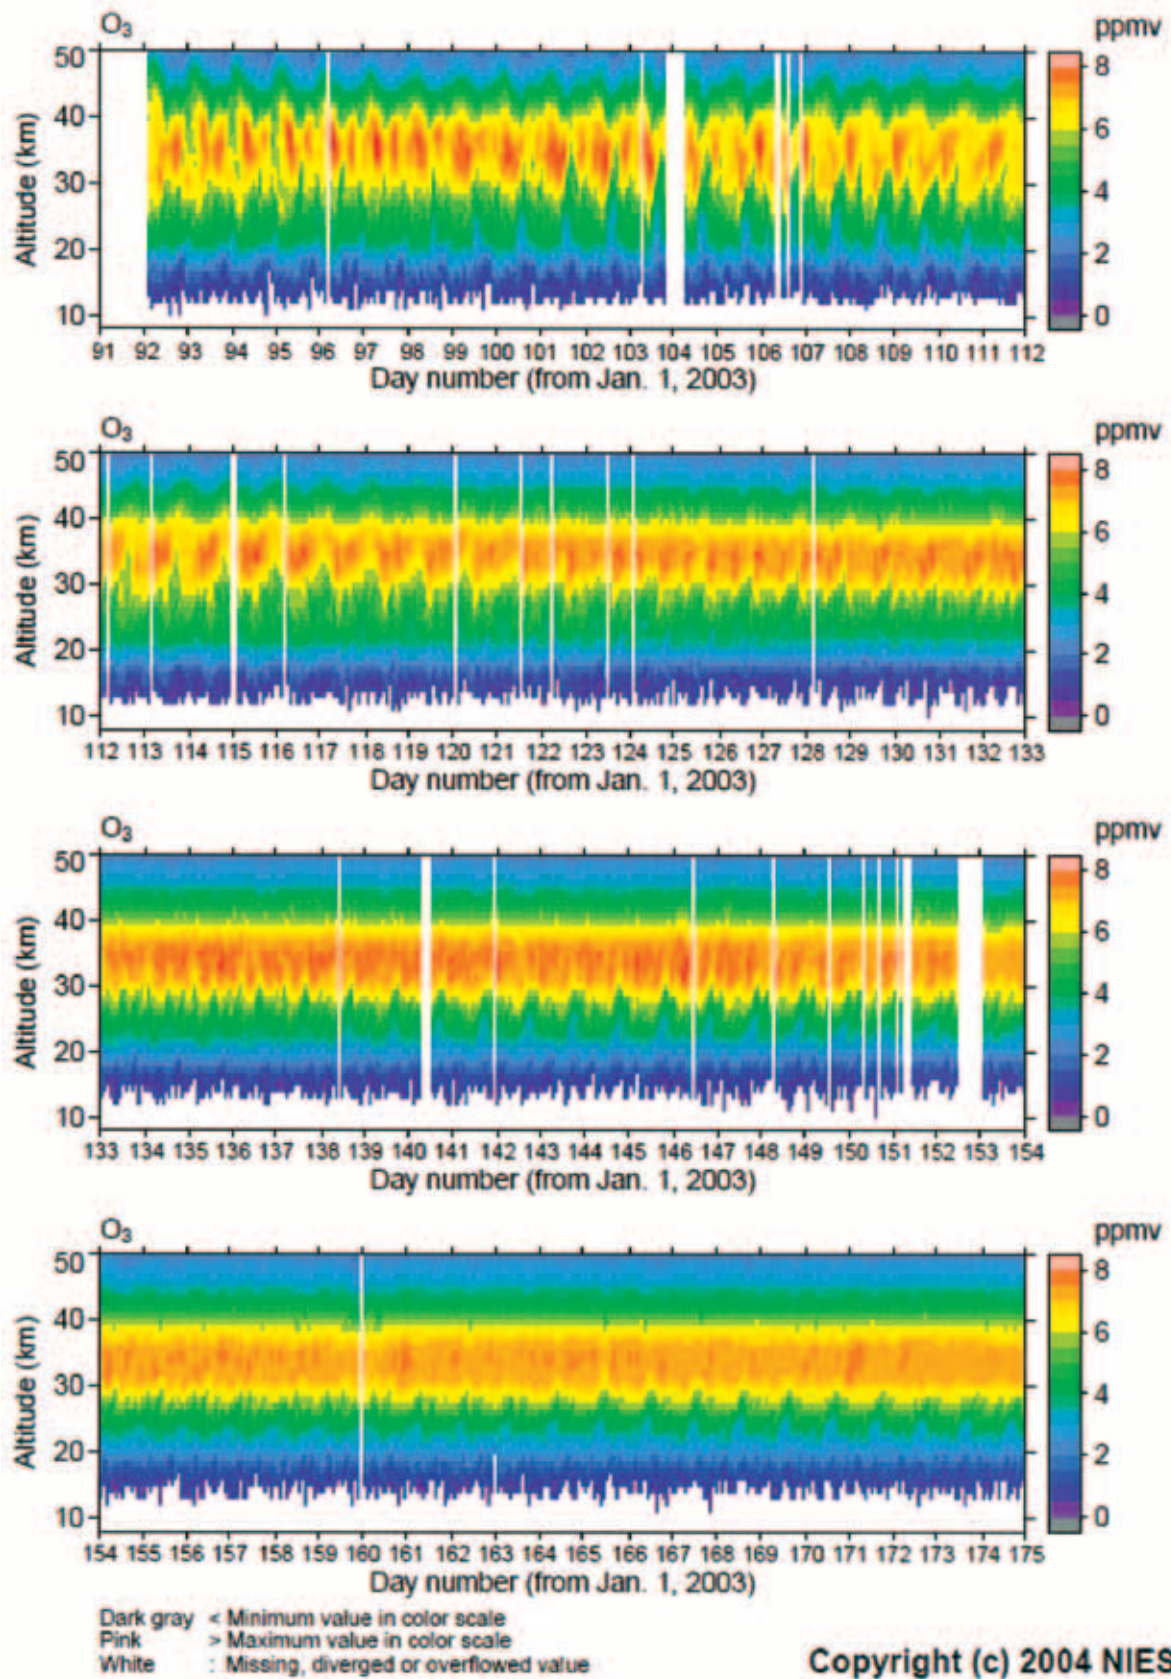 O3 ppmv
50
40
30
20
10
Altitude (km)
8
6
4
2
0
91 92 93 94 95 96 97 98 99 100 101 102 103 104 105 106 107 108 109 110 111 112
Day number (from Jan. 1, 2003)
O3 ppmv
50
40
30
20
10
Altitude (km)
8
6
4
2
0
112 113 114 115 116 117 118 119 120 121 122 123 124 125 126 127 128 129 130 131 132 133
Day number (from Jan. 1, 2003)
O3 ppmv
50
40
30
20
10
Altitude (km)
8
6
4
2
0
133 134 135 136 137 138 139 140 141 142 143 144 145 146 147 148 149 150 151 152 153 154
Day number (from Jan. 1, 2003)
O3 ppmv
50
40
30
20
10
Altitude (km)
8
6
4
2
0
154 155 156 157 158 159 160 161 162 163 164 165 166 167 168 169 170 171 172 173 174 175
Day number (from Jan. 1, 2003)
Dark gray < Minimum value in color scale
Pink > Maximum value in color scale
White : Missing, diverged or overflowed value
Copyright (c) 2004 NIES